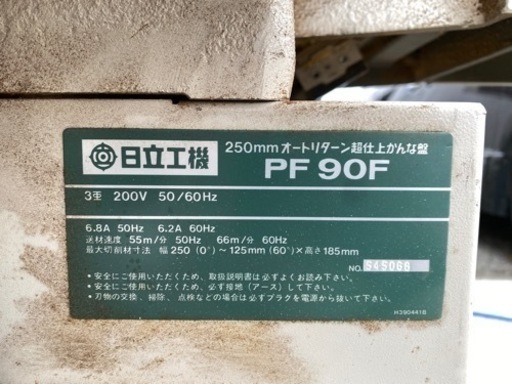 日立工機
250mm オートリターン超仕上かんな盤
PF 90F
3重 200V 50/60Hz
6.8A 50Hz 6.2A 60Hz
送材速度 55m/分 50Hz 66m/分 60Hz
最大切削材寸法 幅250(0°)~125mm(60°)×高さ185mm
NO. 545066
・安全にご使用いただくため、取扱説明書は必ずよくお読み下さい。
・安全にご使用いただくため、必ず接地(アース)して下さい。
・刃物の交換、掃除、点検などの場合は必ずプラグを電源から抜いて下さい。
H390441B